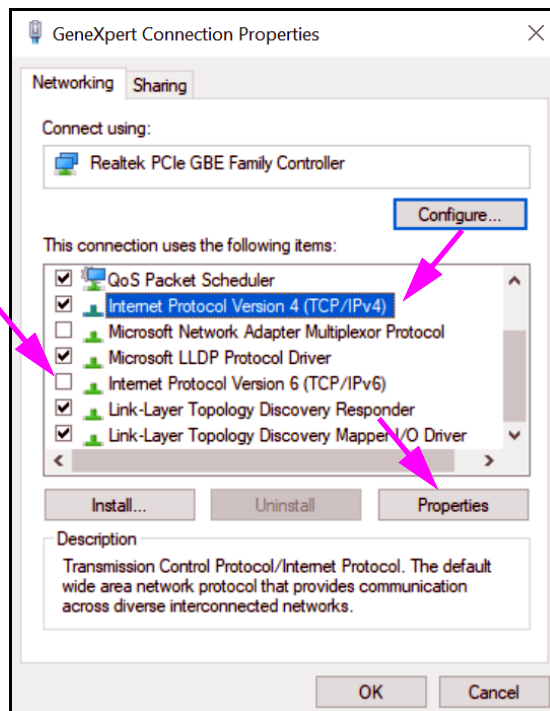 GeneXpert Connection Properties
Networking
Sharing
Connect using:
Realtek PCIe GBE Family Controller
Configure...
This connection uses the following items:
QoS Packet Scheduler
Internet Protocol Version 4 (TCP/IPv4)
Microsoft Network Adapter Multiplexor Protocol
Microsoft LLDP Protocol Driver
Internet Protocol Version 6 (TCP/IPv6)
Link-Layer Topology Discovery Responder
Link-Layer Topology Discovery Mapper I/O Driver
Install...
Uninstall
Properties
Description
Transmission Control Protocol/Internet Protocol. The default
wide area network protocol that provides communication
across diverse interconnected networks.
OK
Cancel